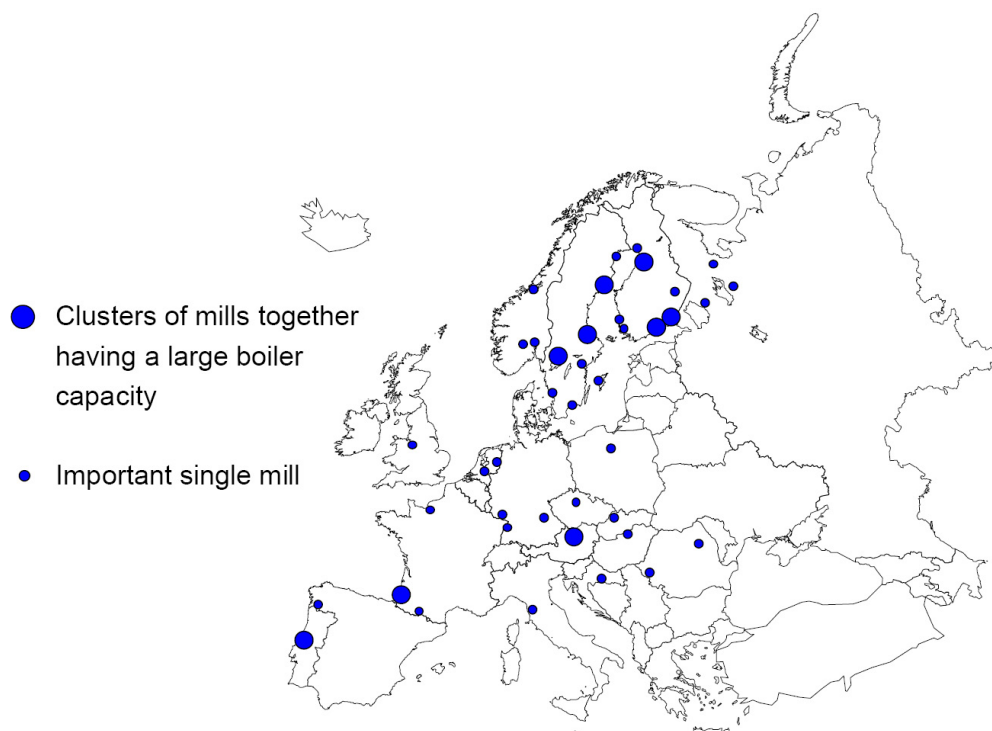 Clusters of mills together
having a large boiler
capacity
Important single mill